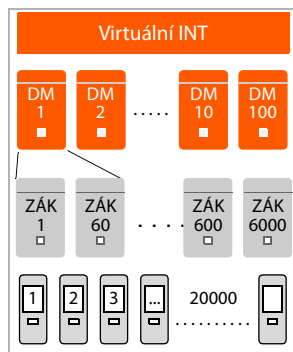 Virtuální INT
DM 1
DM 2
.....
DM 10
DM 100
ZÁK 1
ZÁK 60
. . . .
ZÁK 600
ZÁK 6000
1
2
3
...
20000
..........